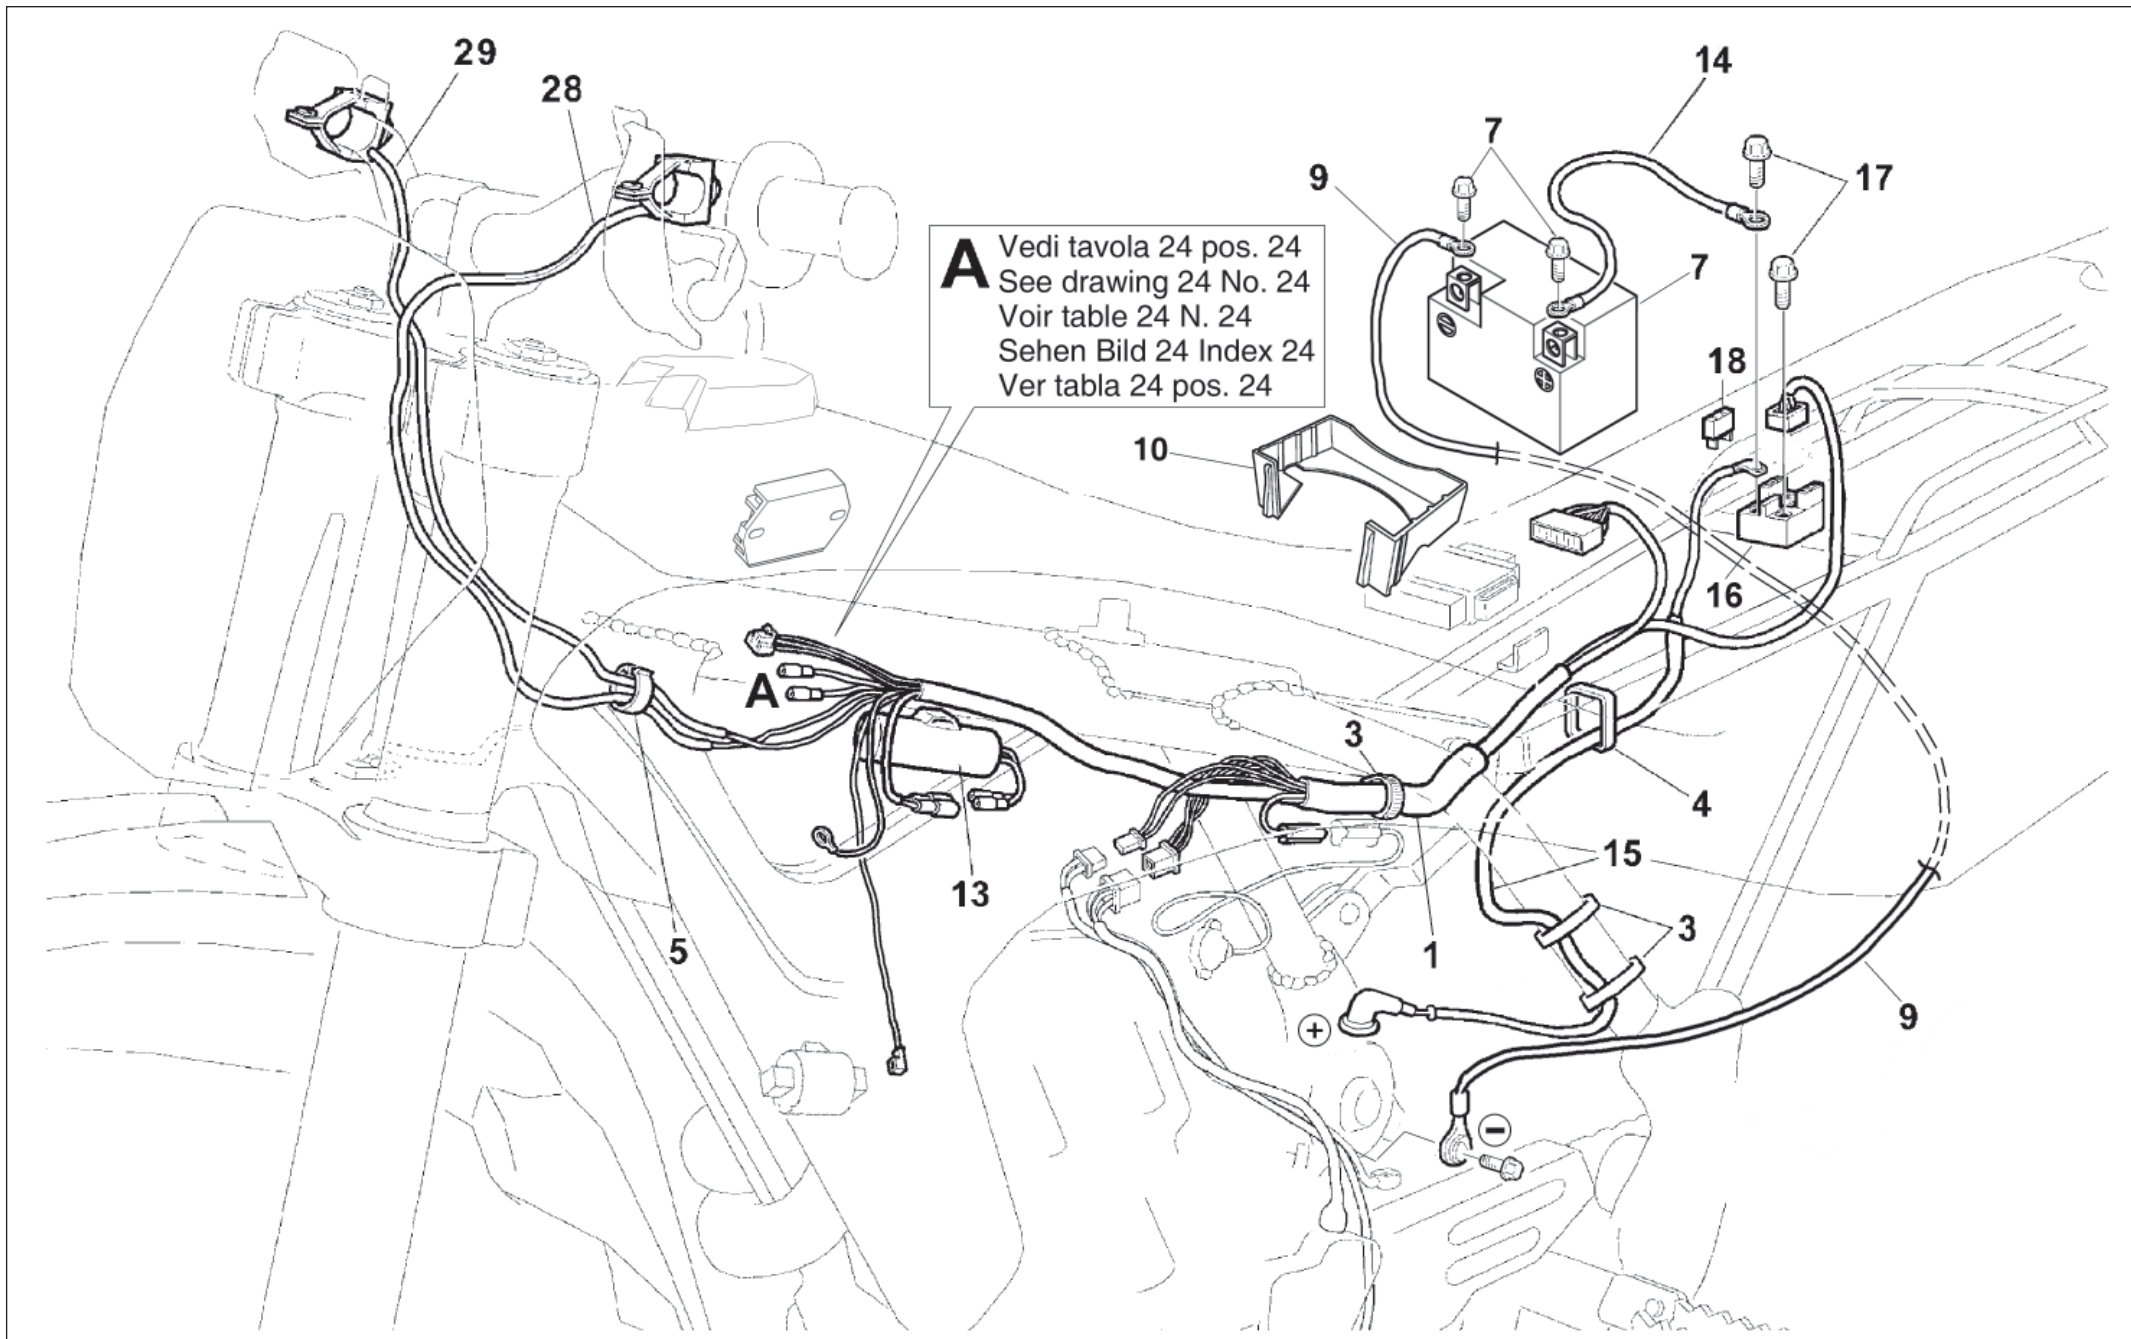 29
28
14
7
9
17
A
Vedi tavola 24 pos. 24
See drawing 24 No. 24
Voir table 24 N. 24
Sehen Bild 24 Index 24
Ver tabla 24 pos. 24
7
18
10
16
A
3
4
15
13
5
1
3
9
+
−